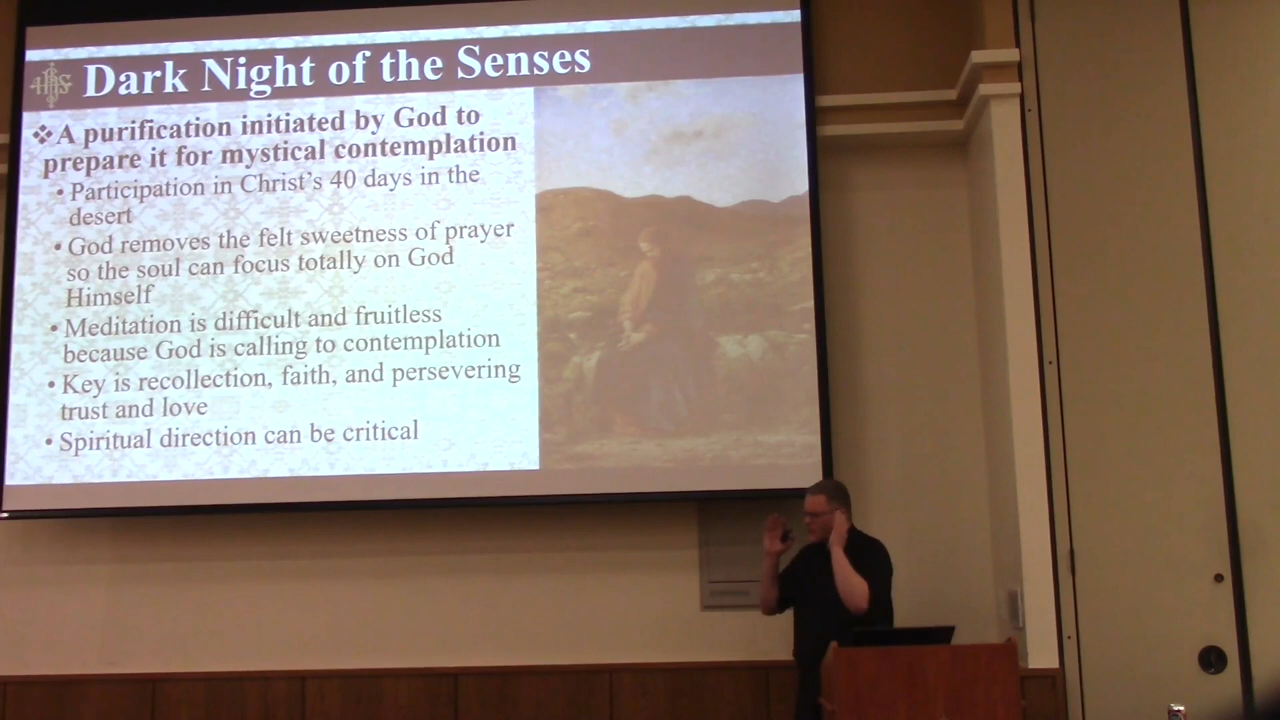 Dark Night of the Senses
❖A purification initiated by God to
prepare it for mystical contemplation
• Participation in Christ's 40 days in the
desert
• God removes the felt sweetness of prayer
so the soul can focus totally on God
Himself
• Meditation is difficult and fruitless
because God is calling to contemplation
• Key is recollection, faith, and persevering
trust and love
• Spiritual direction can be critical